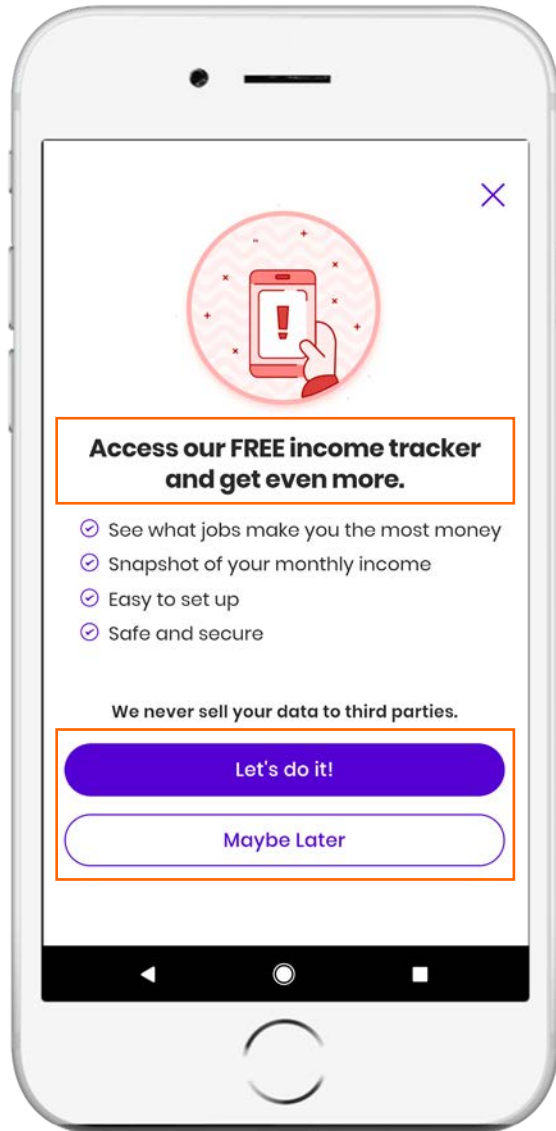 Access our FREE income tracker
and get even more.
See what jobs make you the most money
Snapshot of your monthly income
Easy to set up
Safe and secure
We never sell your data to third parties.
Let's do it!
Maybe Later